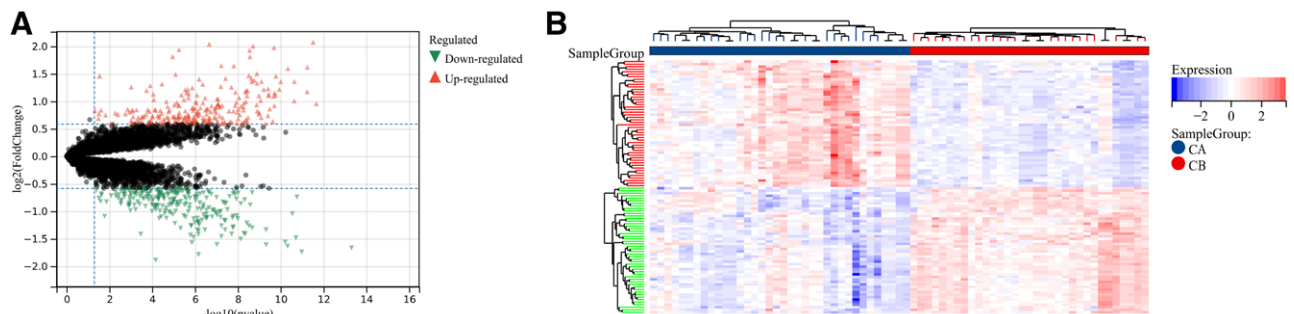 A
2.0
1.5
1.0
0.5
0.0
−0.5
−1.0
−1.5
−2.0
log2(FoldChange)
0 2 4 6 8 10 12 14 16
-log10(pvalue)
Regulated
Down-regulated
Up-regulated
B
SampleGroup
Expression
−2 0 2
SampleGroup:
CA
CB